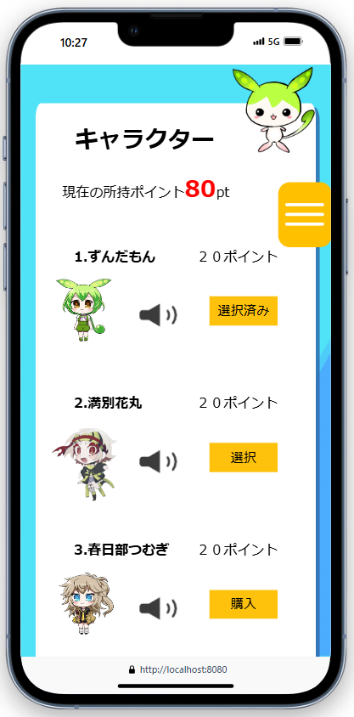 10:27 5G
キャラクター
現在の所持ポイント80pt
1.ずんだもん ２０ポイント
選択済み
2.満別花丸 ２０ポイント
選択
3.春日部つむぎ ２０ポイント
購入
http://localhost:8080